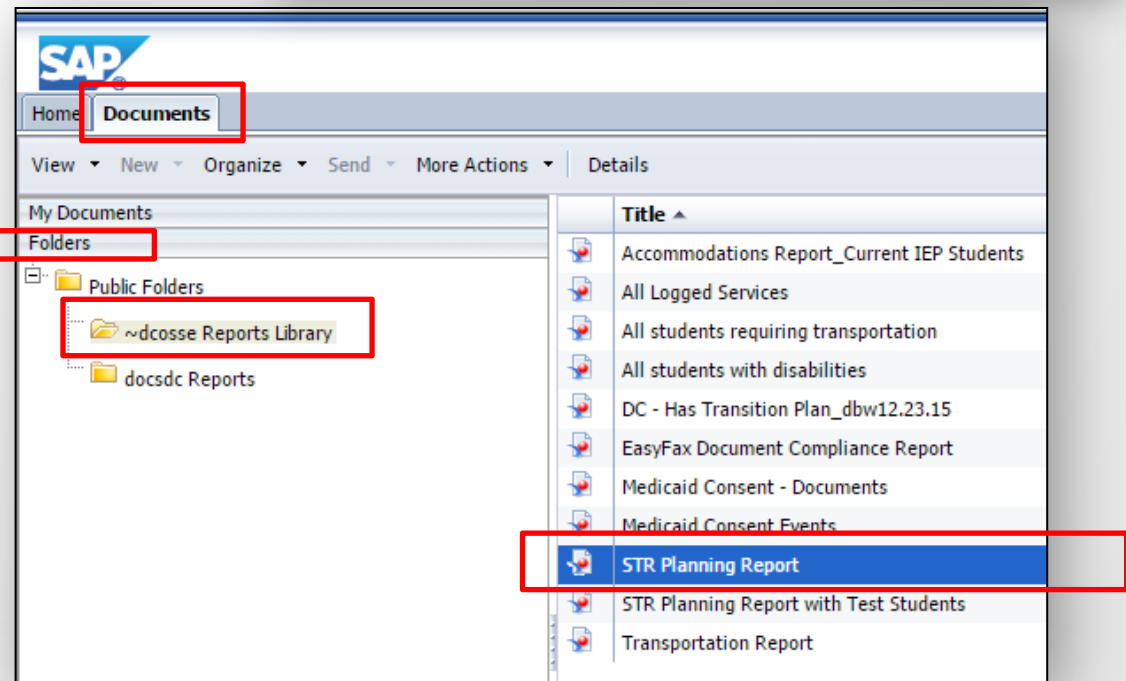 SAP®
Home Documents
View New Organize Send More Actions Details
My Documents
Folders
Public Folders
~dcosse Reports Library
docsdc Reports
Title
Accommodations Report_Current IEP Students
All Logged Services
All students requiring transportation
All students with disabilities
DC - Has Transition Plan_dbw12.23.15
EasyFax Document Compliance Report
Medicaid Consent - Documents
Medicaid Consent Events
STR Planning Report
STR Planning Report with Test Students
Transportation Report